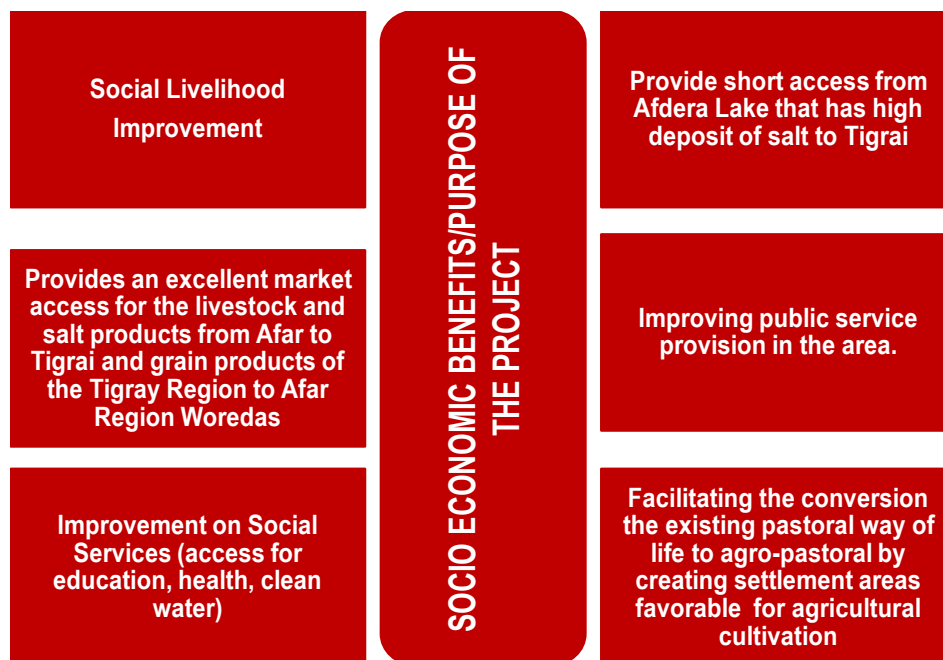 Social Livelihood
Improvement
Provides an excellent market
access for the livestock and
salt products from Afar to
Tigrai and grain products of
the Tigray Region to Afar
Region Woredas
Improvement on Social
Services (access for
education, health, clean
water)
SOCIO ECONOMIC BENEFITS/PURPOSE OF
THE PROJECT
Provide short access from
Afdera Lake that has high
deposit of salt to Tigrai
Improving public service
provision in the area.
Facilitating the conversion
the existing pastoral way of
life to agro-pastoral by
creating settlement areas
favorable for agricultural
cultivation